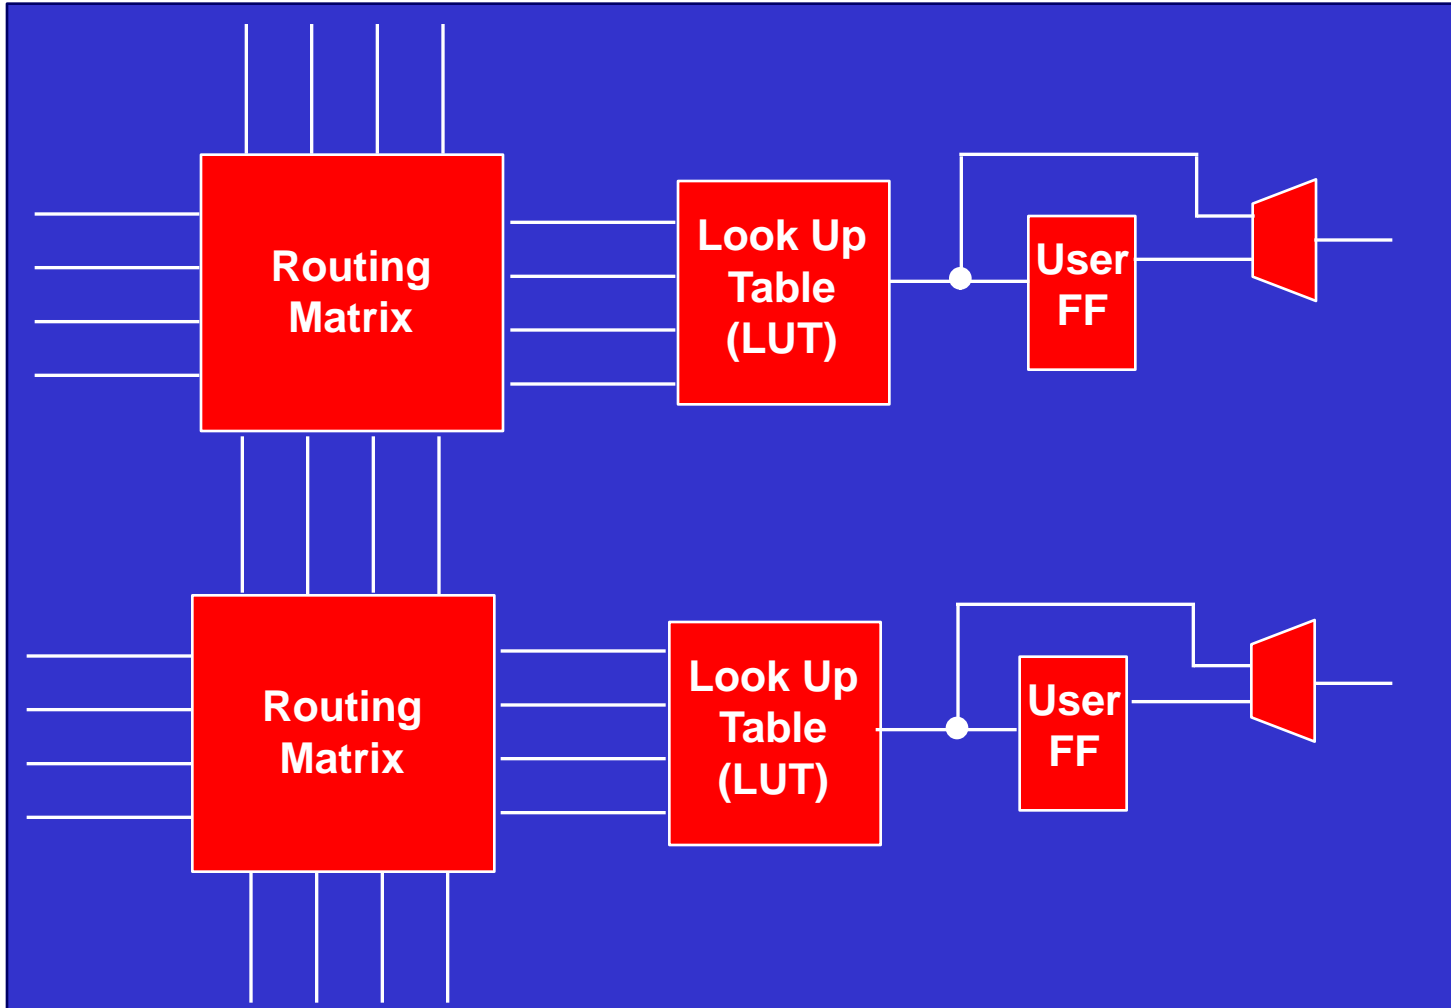 Routing
Matrix
Look Up
Table
(LUT)
User
FF
Routing
Matrix
Look Up
Table
(LUT)
User
FF